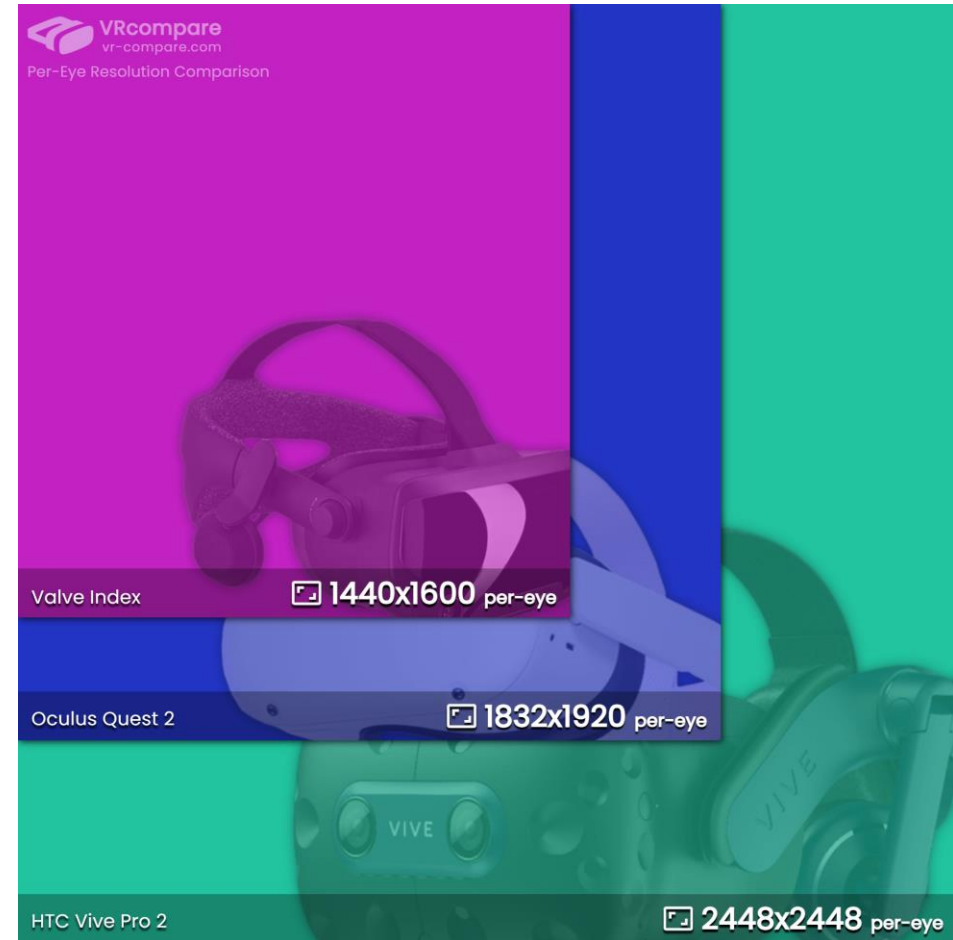 VRcompare
vr-compare.com
Per-Eye Resolution Comparison
Valve Index 1440x1600 per-eye
Oculus Quest 2 1832x1920 per-eye
VIVE
VIVE
HTC Vive Pro 2 2448x2448 per-eye